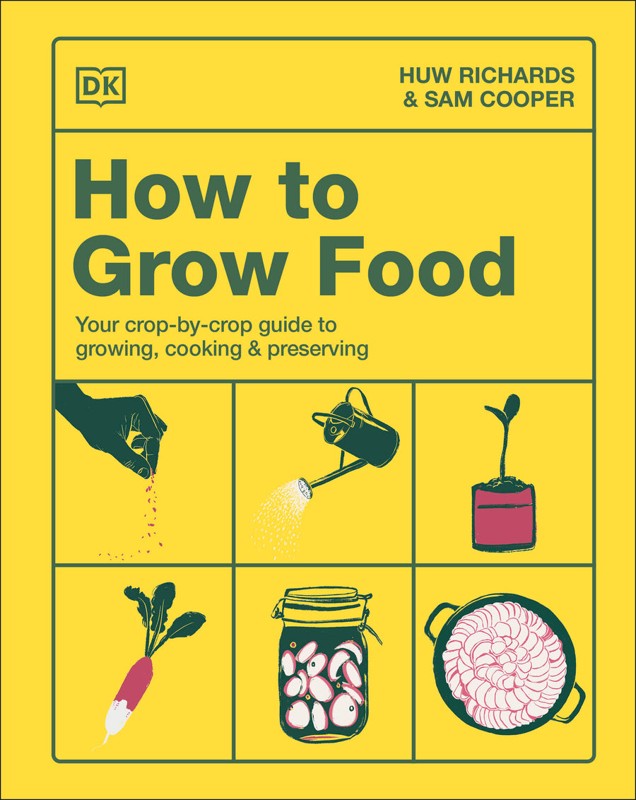 DK
HUW RICHARDS
& SAM COOPER
How to
Grow Food
Your crop-by-crop guide to
growing, cooking & preserving